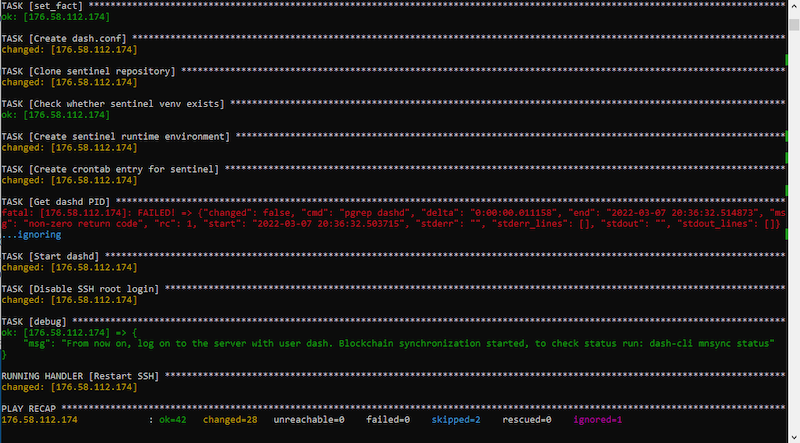 TASK [set_fact] ****************************************************************************************************************************************
ok: [176.58.112.174]
TASK [Create dash.conf] ********************************************************************************************************************************
changed: [176.58.112.174]
TASK [Clone sentinel repository] ***********************************************************************************************************************
changed: [176.58.112.174]
TASK [Check whether sentinel venv exists] **************************************************************************************************************
ok: [176.58.112.174]
TASK [Create sentinel runtime environment] *************************************************************************************************************
changed: [176.58.112.174]
TASK [Create crontab entry for sentinel] ***************************************************************************************************************
changed: [176.58.112.174]
TASK [Get dashd PID] ***********************************************************************************************************************************
fatal: [176.58.112.174]: FAILED! => {"changed": false, "cmd": "pgrep dashd", "delta": "0:00:00.011158", "end": "2022-03-07 20:36:32.514873", "ms
g": "non-zero return code", "rc": 1, "start": "2022-03-07 20:36:32.503715", "stderr": "", "stderr_lines": [], "stdout": "", "stdout_lines": []}
...ignoring
TASK [Start dashd] *************************************************************************************************************************************
changed: [176.58.112.174]
TASK [Disable SSH root login] **************************************************************************************************************************
changed: [176.58.112.174]
TASK [debug] *******************************************************************************************************************************************
ok: [176.58.112.174] => {
"msg": "From now on, log on to the server with user dash. Blockchain synchronization started, to check status run: dash-cli mnsync status"
}
RUNNING HANDLER [Restart SSH] **************************************************************************************************************************
changed: [176.58.112.174]
PLAY RECAP *********************************************************************************************************************************************
176.58.112.174 : ok=42 changed=28 unreachable=0 failed=0 skipped=2 rescued=0 ignored=1